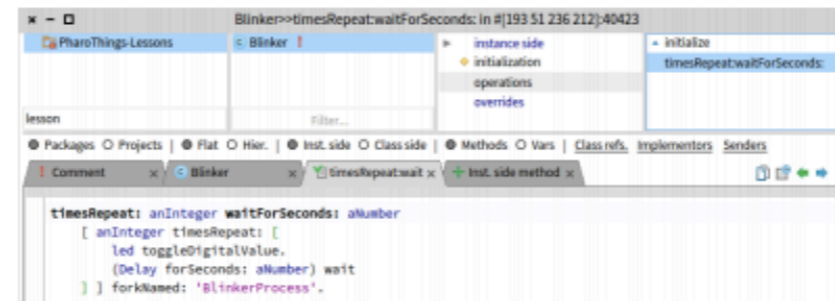 Blinker>>timesRepeat:waitForSeconds: in #[193 51 236 212]:40423
PharoThings-Lessons
Blinker !
instance side
initialization
operations
overrides
initialize
timesRepeat:waitForSeconds:
lesson
Filter...
Packages Projects | Flat Hier. | Inst. side Class side | Methods Vars | Class refs. Implementors Senders
! Comment x Blinker x timesRepeat:wait x + Inst. side method x
timesRepeat: anInteger waitForSeconds: aNumber
[ anInteger timesRepeat: [
led toggleDigitalValue.
(Delay forSeconds: aNumber) wait
] ] forkNamed: 'BlinkerProcess'.